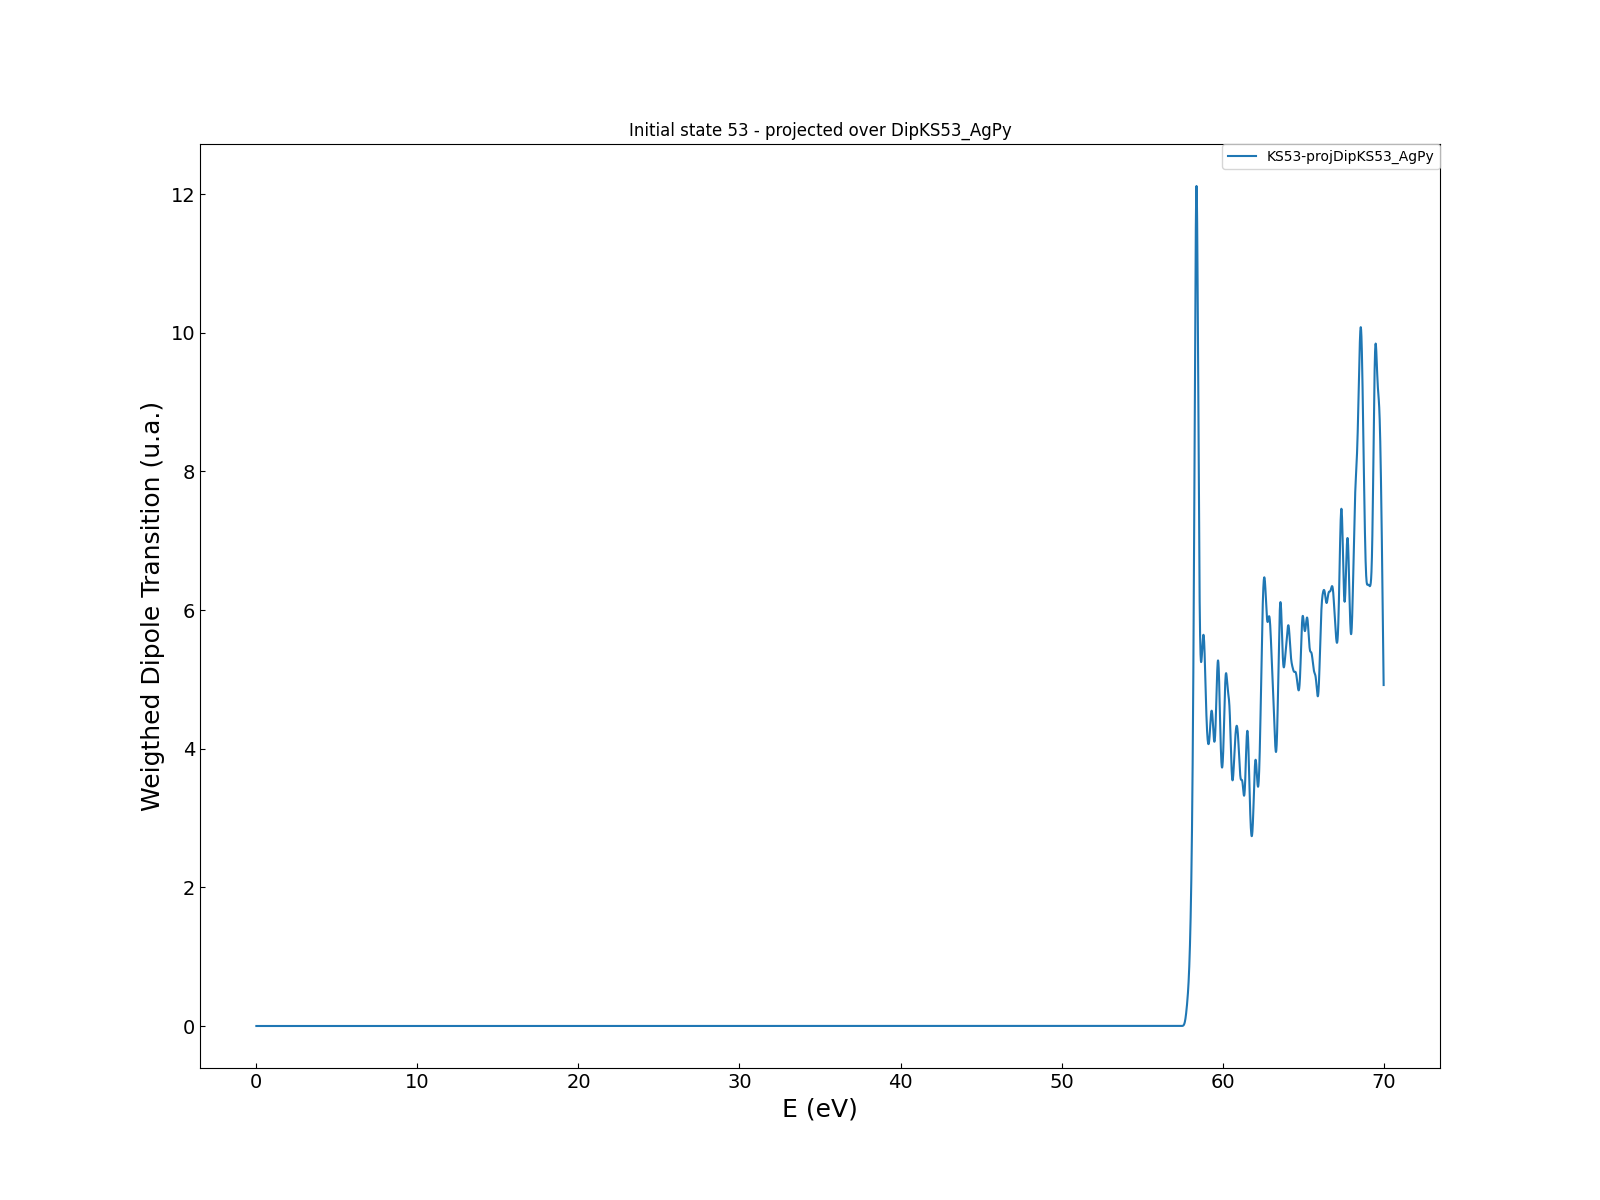 Initial state 53 - projected over DipKS53_AgPy
KS53-projDipKS53_AgPy
Weigthed Dipole Transition (u.a.)
12
10
8
6
4
2
0
0 10 20 30 40 50 60 70
E (eV)